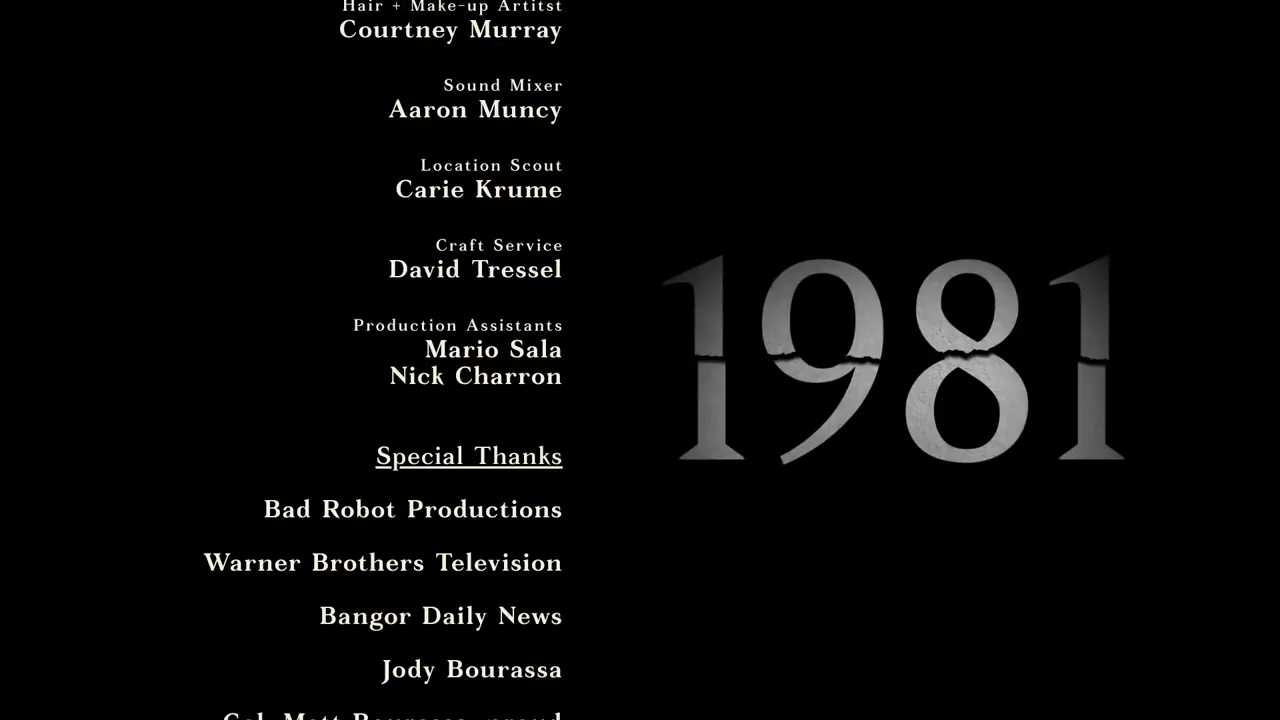 Hair + Make-up Artitst
Courtney Murray
Sound Mixer
Aaron Muncy
Location Scout
Carie Krume
Craft Service
David Tressel
Production Assistants
Mario Sala
Nick Charron
Special Thanks
Bad Robot Productions
Warner Brothers Television
Bangor Daily News
Jody Bourassa
1981